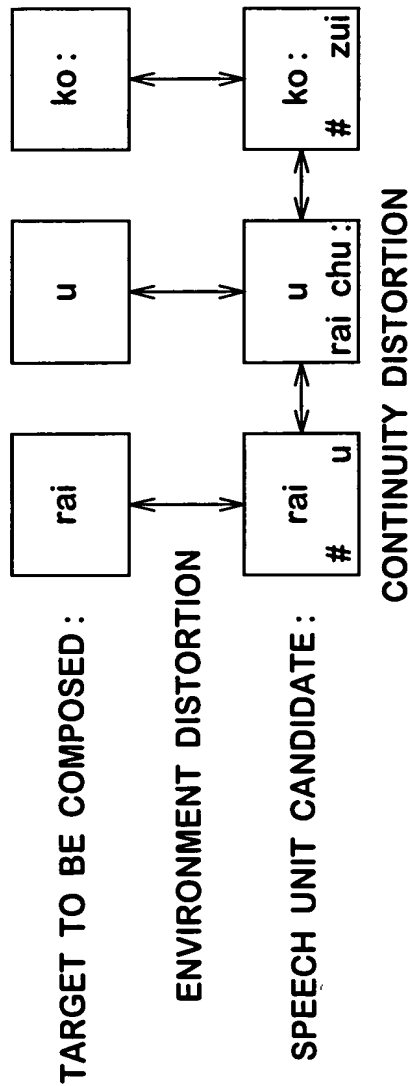 TARGET TO BE COMPOSED: rai u ko:
ENVIRONMENT DISTORTION
SPEECH UNIT CANDIDATE: rai u ko:
# u rai chu: # zui
CONTINUITY DISTORTION